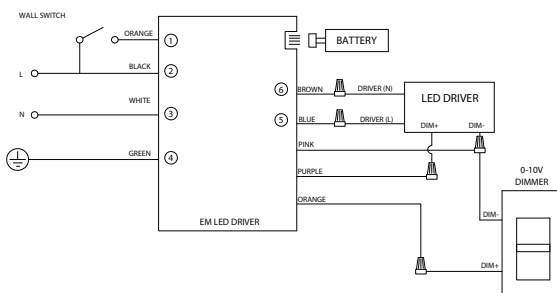 WALL SWITCH
ORANGE
1
BATTERY
BLACK
L
2
6
BROWN
DRIVER (N)
LED DRIVER
WHITE
N
3
5
BLUE
DRIVER (L)
DIM+
DIM-
PINK
GREEN
4
PURPLE
0-10V
DIMMER
ORANGE
EM LED DRIVER
DIM-
DIM+